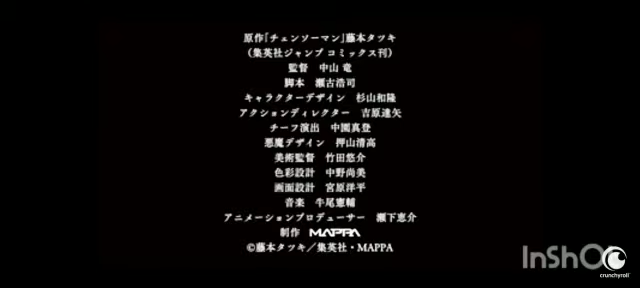 原作「チェンソーマン」藤本タツキ
（集英社ジャンプ コミックス刊）
監督　中山 竜
脚本　瀬古浩司
キャラクターデザイン　杉山和隆
アクションディレクター　吉原達矢
チーフ演出　中園真登
悪魔デザイン　押山清高
美術監督　竹田悠介
色彩設計　中野尚美
画面設計　宮原洋平
音楽　牛尾憲輔
アニメーションプロデューサー　瀬下恵介
制作　MAPPA
©藤本タツキ／集英社・MAPPA
InShO
crunchyroll